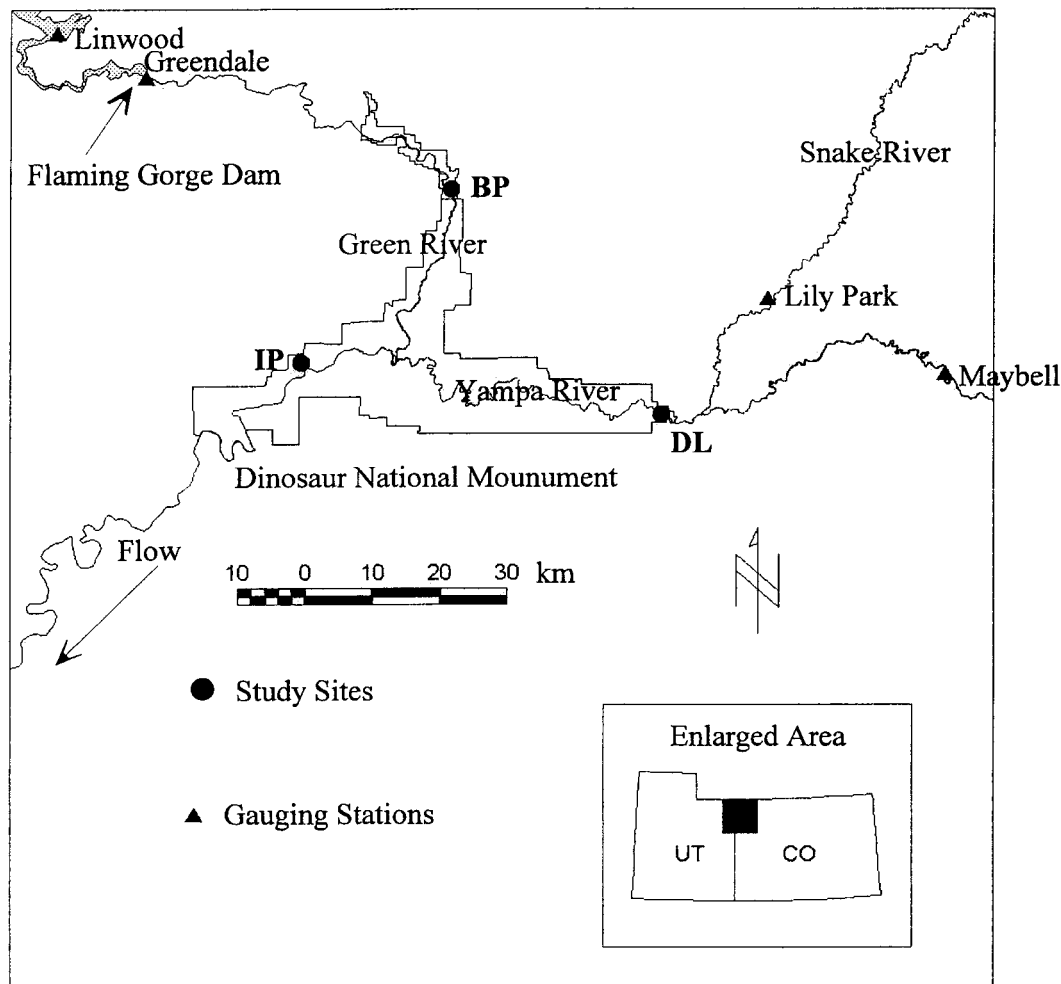 Linwood
Greendale
Flaming Gorge Dam
BP
Snake River
Green River
Lily Park
IP
Maybell
Yampa River
DL
Dinosaur National Mounument
Flow
10 0 10 20 30 km
N
Study Sites
Enlarged Area
Gauging Stations
UT CO